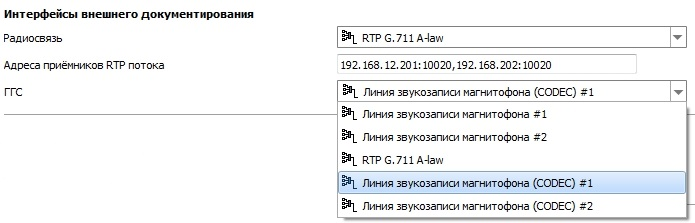 Интерфейсы внешнего документирования
Радиосвязь
RTP G.711 A-law
Адреса приёмников RTP потока
192.168.12.201:10020,192.168.202:10020
ГГС
Линия звукозаписи магнитофона (CODEC) #1
Линия звукозаписи магнитофона #1
Линия звукозаписи магнитофона #2
RTP G.711 A-law
Линия звукозаписи магнитофона (CODEC) #1
Линия звукозаписи магнитофона (CODEC) #2